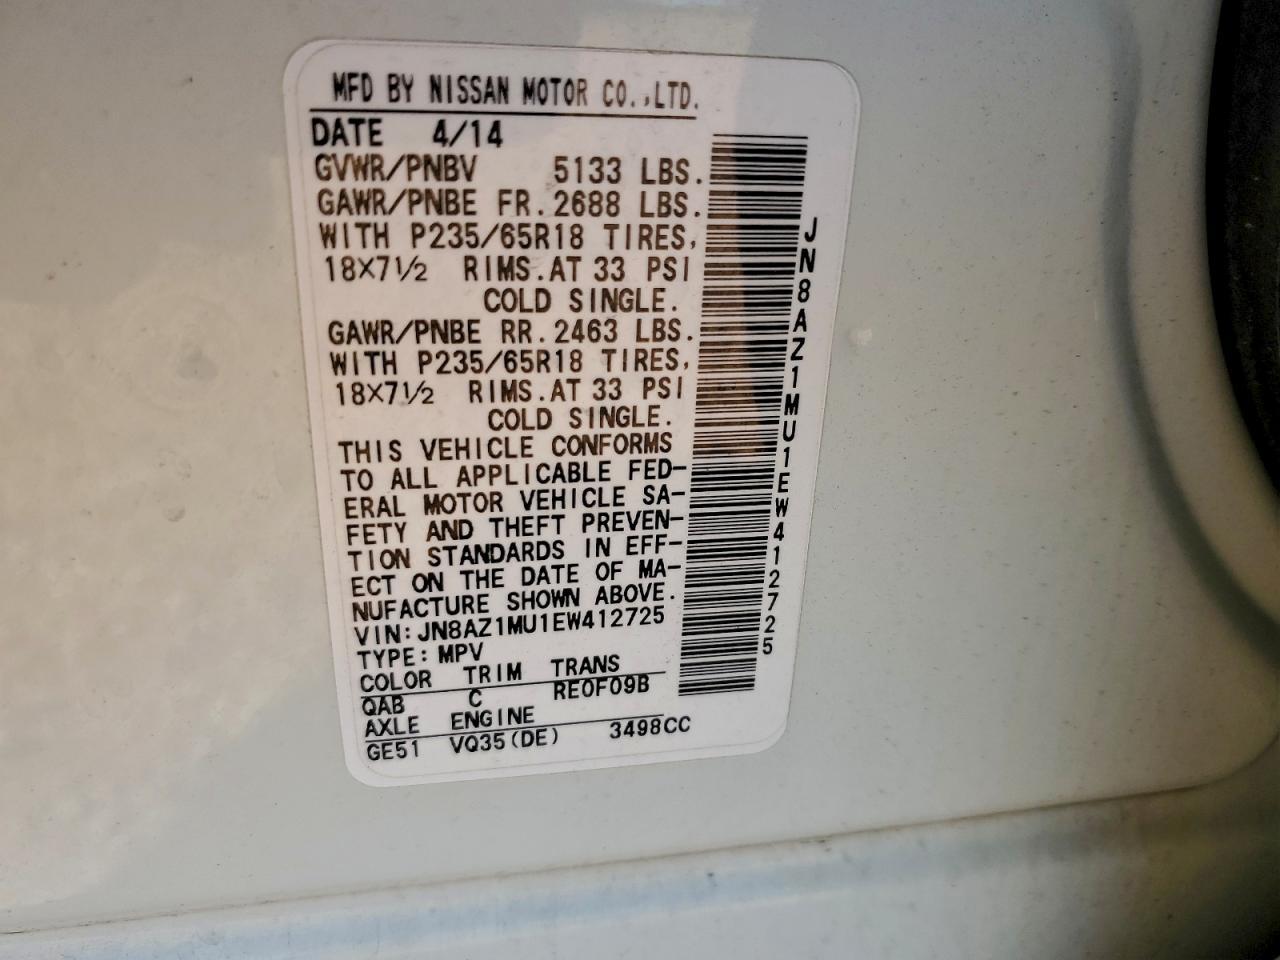 MFD BY NISSAN MOTOR CO.,LTD.
DATE 4/14
GVWR/PNBV 5133 LBS.
GAWR/PNBE FR.2688 LBS.
WITH P235/65R18 TIRES,
18X7½ RIMS.AT 33 PSI
COLD SINGLE.
GAWR/PNBE RR.2463 LBS.
WITH P235/65R18 TIRES,
18X7½ RIMS.AT 33 PSI
COLD SINGLE.
THIS VEHICLE CONFORMS
TO ALL APPLICABLE FED-
ERAL MOTOR VEHICLE SA-
FETY AND THEFT PREVEN-
TION STANDARDS IN EFF-
ECT ON THE DATE OF MA-
NUFACTURE SHOWN ABOVE.
VIN:JN8AZ1MU1EW412725
TYPE:MPV
COLOR TRIM TRANS
QAB C RE0F09B
AXLE ENGINE
GE51 VQ35(DE) 3498CC
JN8AZ1MU1EW412725